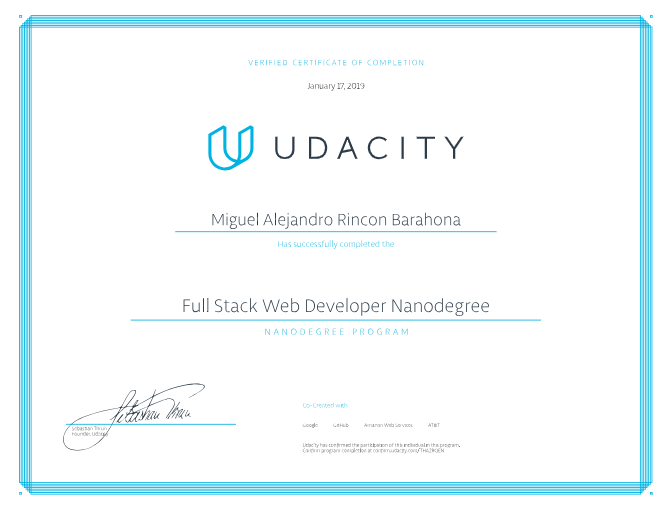 VERIFIED CERTIFICATE OF COMPLETION
January 17, 2019
UDACITY
Miguel Alejandro Rincon Barahona
Has successfully completed the
Full Stack Web Developer Nanodegree
NANODEGREE PROGRAM
Sebastian Thrun
Sebastian Thrun
Founder, Udacity
Co-Created with
Google GitHub Amazon Web Services AT&T
Udacity has confirmed the participation of this individual in this program.
Confirm program completion at confirm.udacity.com/